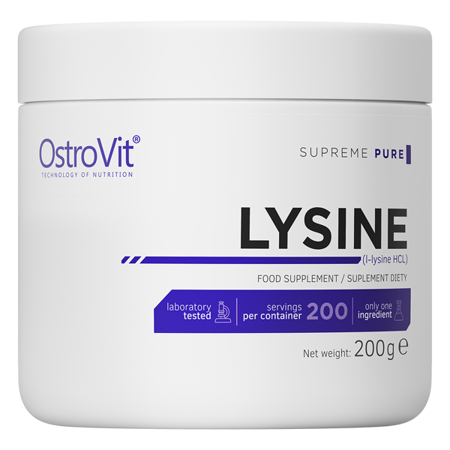 OstroVit®
TECHNOLOGY OF NUTRITION
SUPREME PURE
LYSINE
(l-lysine HCL)
FOOD SUPPLEMENT / SUPLEMENT DIETY
laboratory tested
servings per container 200
only one ingredient
Net weight: 200g ℮